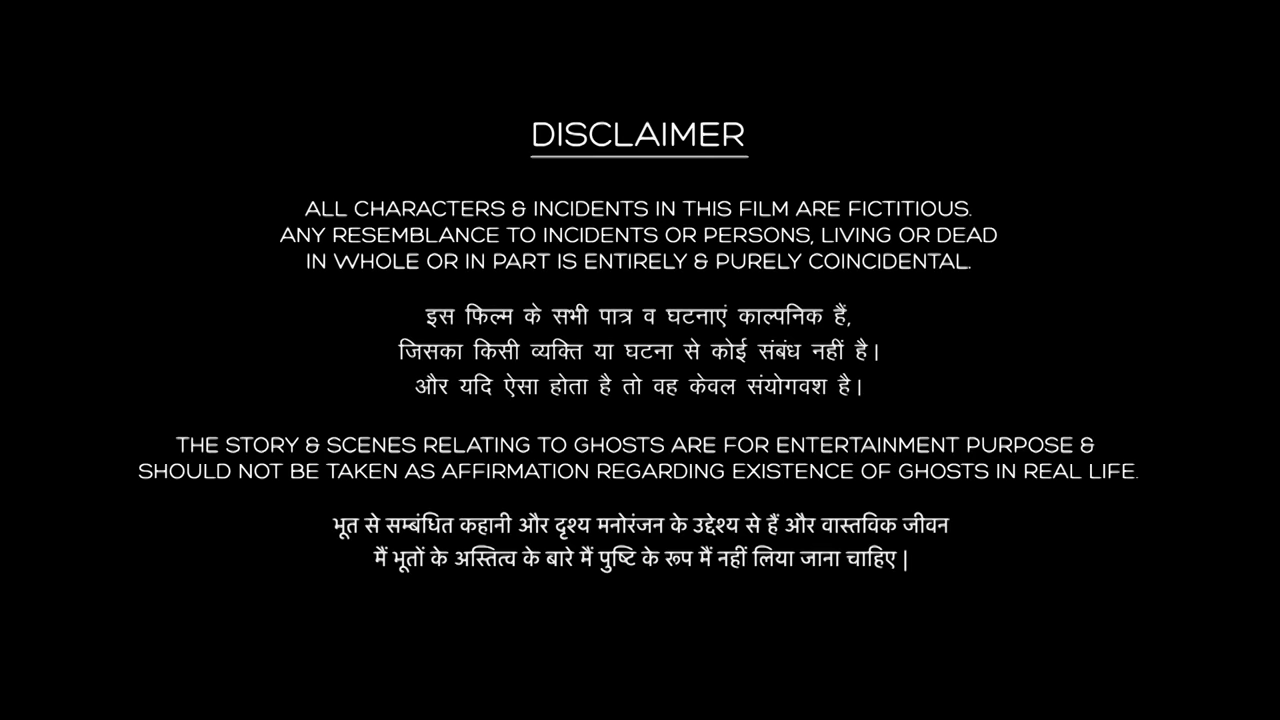 DISCLAIMER
ALL CHARACTERS & INCIDENTS IN THIS FILM ARE FICTITIOUS.
ANY RESEMBLANCE TO INCIDENTS OR PERSONS, LIVING OR DEAD
IN WHOLE OR IN PART IS ENTIRELY & PURELY COINCIDENTAL.
इस फिल्म के सभी पात्र व घटनाएं काल्पनिक हैं,
जिसका किसी व्यक्ति या घटना से कोई संबंध नहीं है।
और यदि ऐसा होता है तो वह केवल संयोगवश है।
THE STORY & SCENES RELATING TO GHOSTS ARE FOR ENTERTAINMENT PURPOSE &
SHOULD NOT BE TAKEN AS AFFIRMATION REGARDING EXISTENCE OF GHOSTS IN REAL LIFE.
भूत से सम्बंधित कहानी और दृश्य मनोरंजन के उद्देश्य से हैं और वास्तविक जीवन
मैं भूतों के अस्तित्व के बारे मैं पुष्टि के रूप मैं नहीं लिया जाना चाहिए |